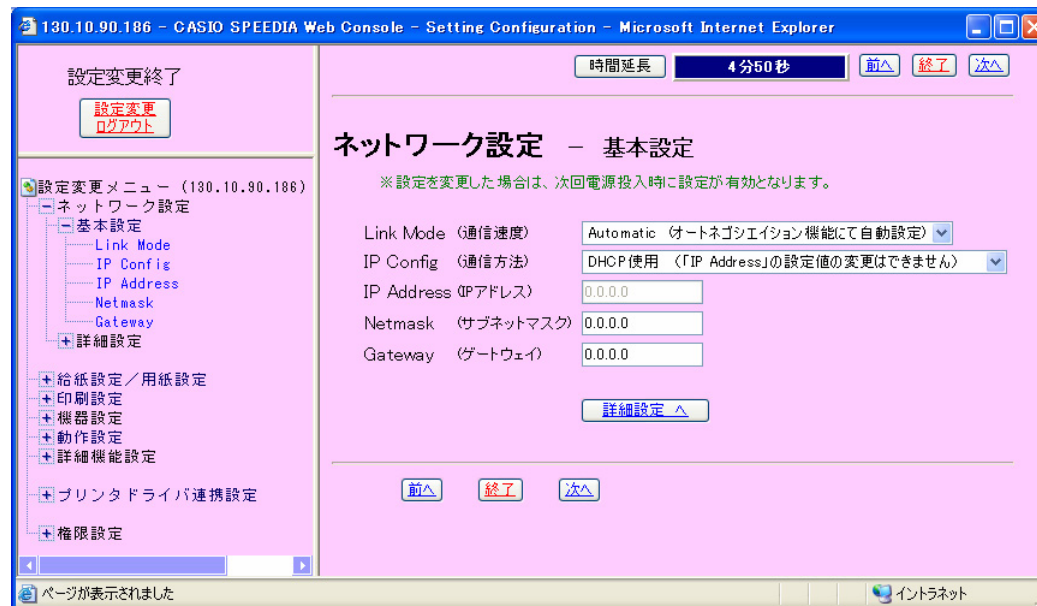 130.10.90.186 - CASIO SPEEDIA Web Console - Setting Configuration - Microsoft Internet Explorer
設定変更終了
設定変更
ログアウト
設定変更メニュー (130.10.90.186)
ネットワーク設定
基本設定
Link Mode
IP Config
IP Address
Netmask
Gateway
詳細設定
給紙設定／用紙設定
印刷設定
機器設定
動作設定
詳細機能設定
プリンタドライバ連携設定
権限設定
時間延長 4分50秒 前へ 終了 次へ
ネットワーク設定 － 基本設定
※設定を変更した場合は、次回電源投入時に設定が有効となります。
Link Mode (通信速度) Automatic (オートネゴシエイション機能にて自動設定)
IP Config (通信方法) DHCP使用 (「IP Address」の設定値の変更はできません)
IP Address (IPアドレス) 0.0.0.0
Netmask (サブネットマスク) 0.0.0.0
Gateway (ゲートウェイ) 0.0.0.0
詳細設定 へ
前へ 終了 次へ
ページが表示されました イントラネット